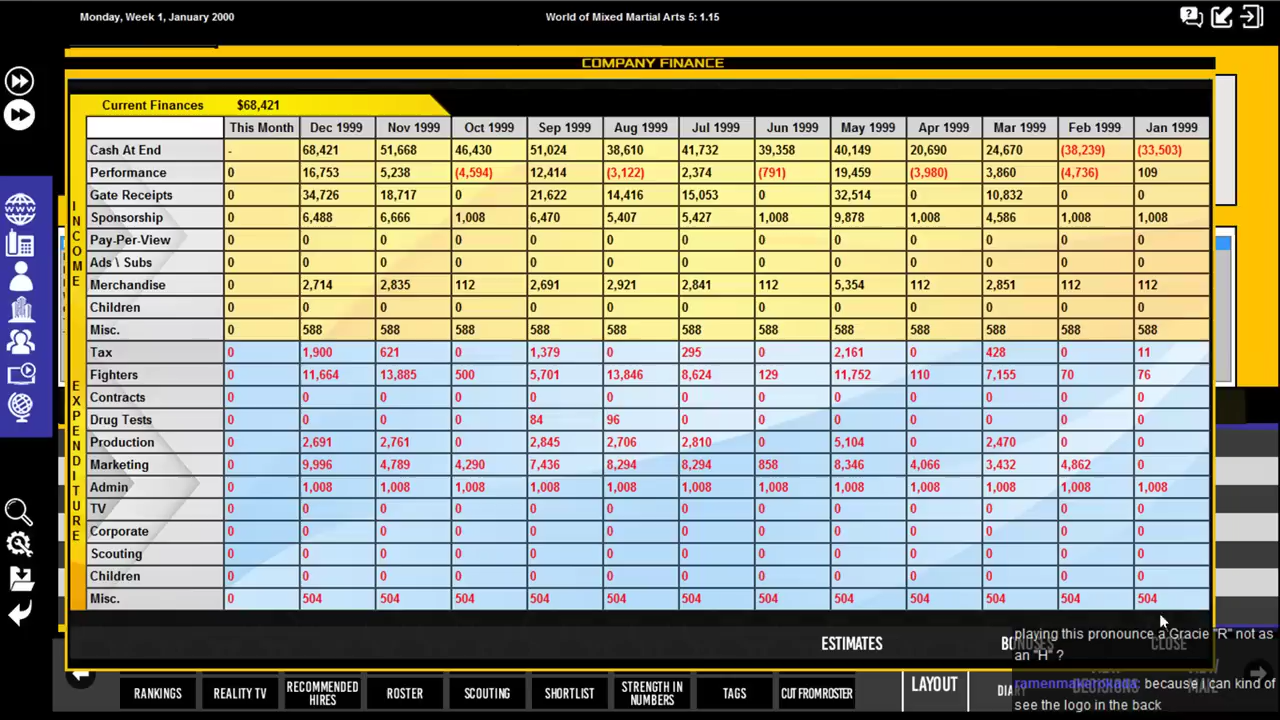 Monday, Week 1, January 2000 World of Mixed Martial Arts 5: 1.15
COMPANY FINANCE
Current Finances $68,421
This Month Dec 1999 Nov 1999 Oct 1999 Sep 1999 Aug 1999 Jul 1999 Jun 1999 May 1999 Apr 1999 Mar 1999 Feb 1999 Jan 1999
INCOME
Cash At End - 68,421 51,668 46,430 51,024 38,610 41,732 39,358 40,149 20,690 24,670 (38,239) (33,503)
Performance 0 16,753 5,238 (4,594) 12,414 (3,122) 2,374 (791) 19,459 (3,980) 3,860 (4,736) 109
Gate Receipts 0 34,726 18,717 0 21,622 14,416 15,053 0 32,514 0 10,832 0 0
Sponsorship 0 6,488 6,666 1,008 6,470 5,407 5,427 1,008 9,878 1,008 4,586 1,008 1,008
Pay-Per-View 0 0 0 0 0 0 0 0 0 0 0 0 0
Ads \ Subs 0 0 0 0 0 0 0 0 0 0 0 0 0
Merchandise 0 2,714 2,835 112 2,691 2,921 2,841 112 5,354 112 2,851 112 112
Children 0 0 0 0 0 0 0 0 0 0 0 0 0
Misc. 0 588 588 588 588 588 588 588 588 588 588 588 588
EXPENDITURE
Tax 0 1,900 621 0 1,379 0 295 0 2,161 0 428 0 11
Fighters 0 11,664 13,885 500 5,701 13,846 8,624 129 11,752 110 7,155 70 76
Contracts 0 0 0 0 0 0 0 0 0 0 0 0 0
Drug Tests 0 0 0 0 84 96 0 0 0 0 0 0 0
Production 0 2,691 2,761 0 2,845 2,706 2,810 0 5,104 0 2,470 0 0
Marketing 0 9,996 4,789 4,290 7,436 8,294 8,294 858 8,346 4,066 3,432 4,862 0
Admin 0 1,008 1,008 1,008 1,008 1,008 1,008 1,008 1,008 1,008 1,008 1,008 1,008
TV 0 0 0 0 0 0 0 0 0 0 0 0 0
Corporate 0 0 0 0 0 0 0 0 0 0 0 0 0
Scouting 0 0 0 0 0 0 0 0 0 0 0 0 0
Children 0 0 0 0 0 0 0 0 0 0 0 0 0
Misc. 0 504 504 504 504 504 504 504 504 504 504 504 504
ESTIMATES BONUSES CLOSE
playing this pronounce a Gracie "R" not as
an "H" ?
because I can kind of
see the logo in the back
RANKINGS REALITY TV RECOMMENDED HIRES ROSTER SCOUTING SHORTLIST STRENGTH IN NUMBERS TAGS CUT FROM ROSTER LAYOUT